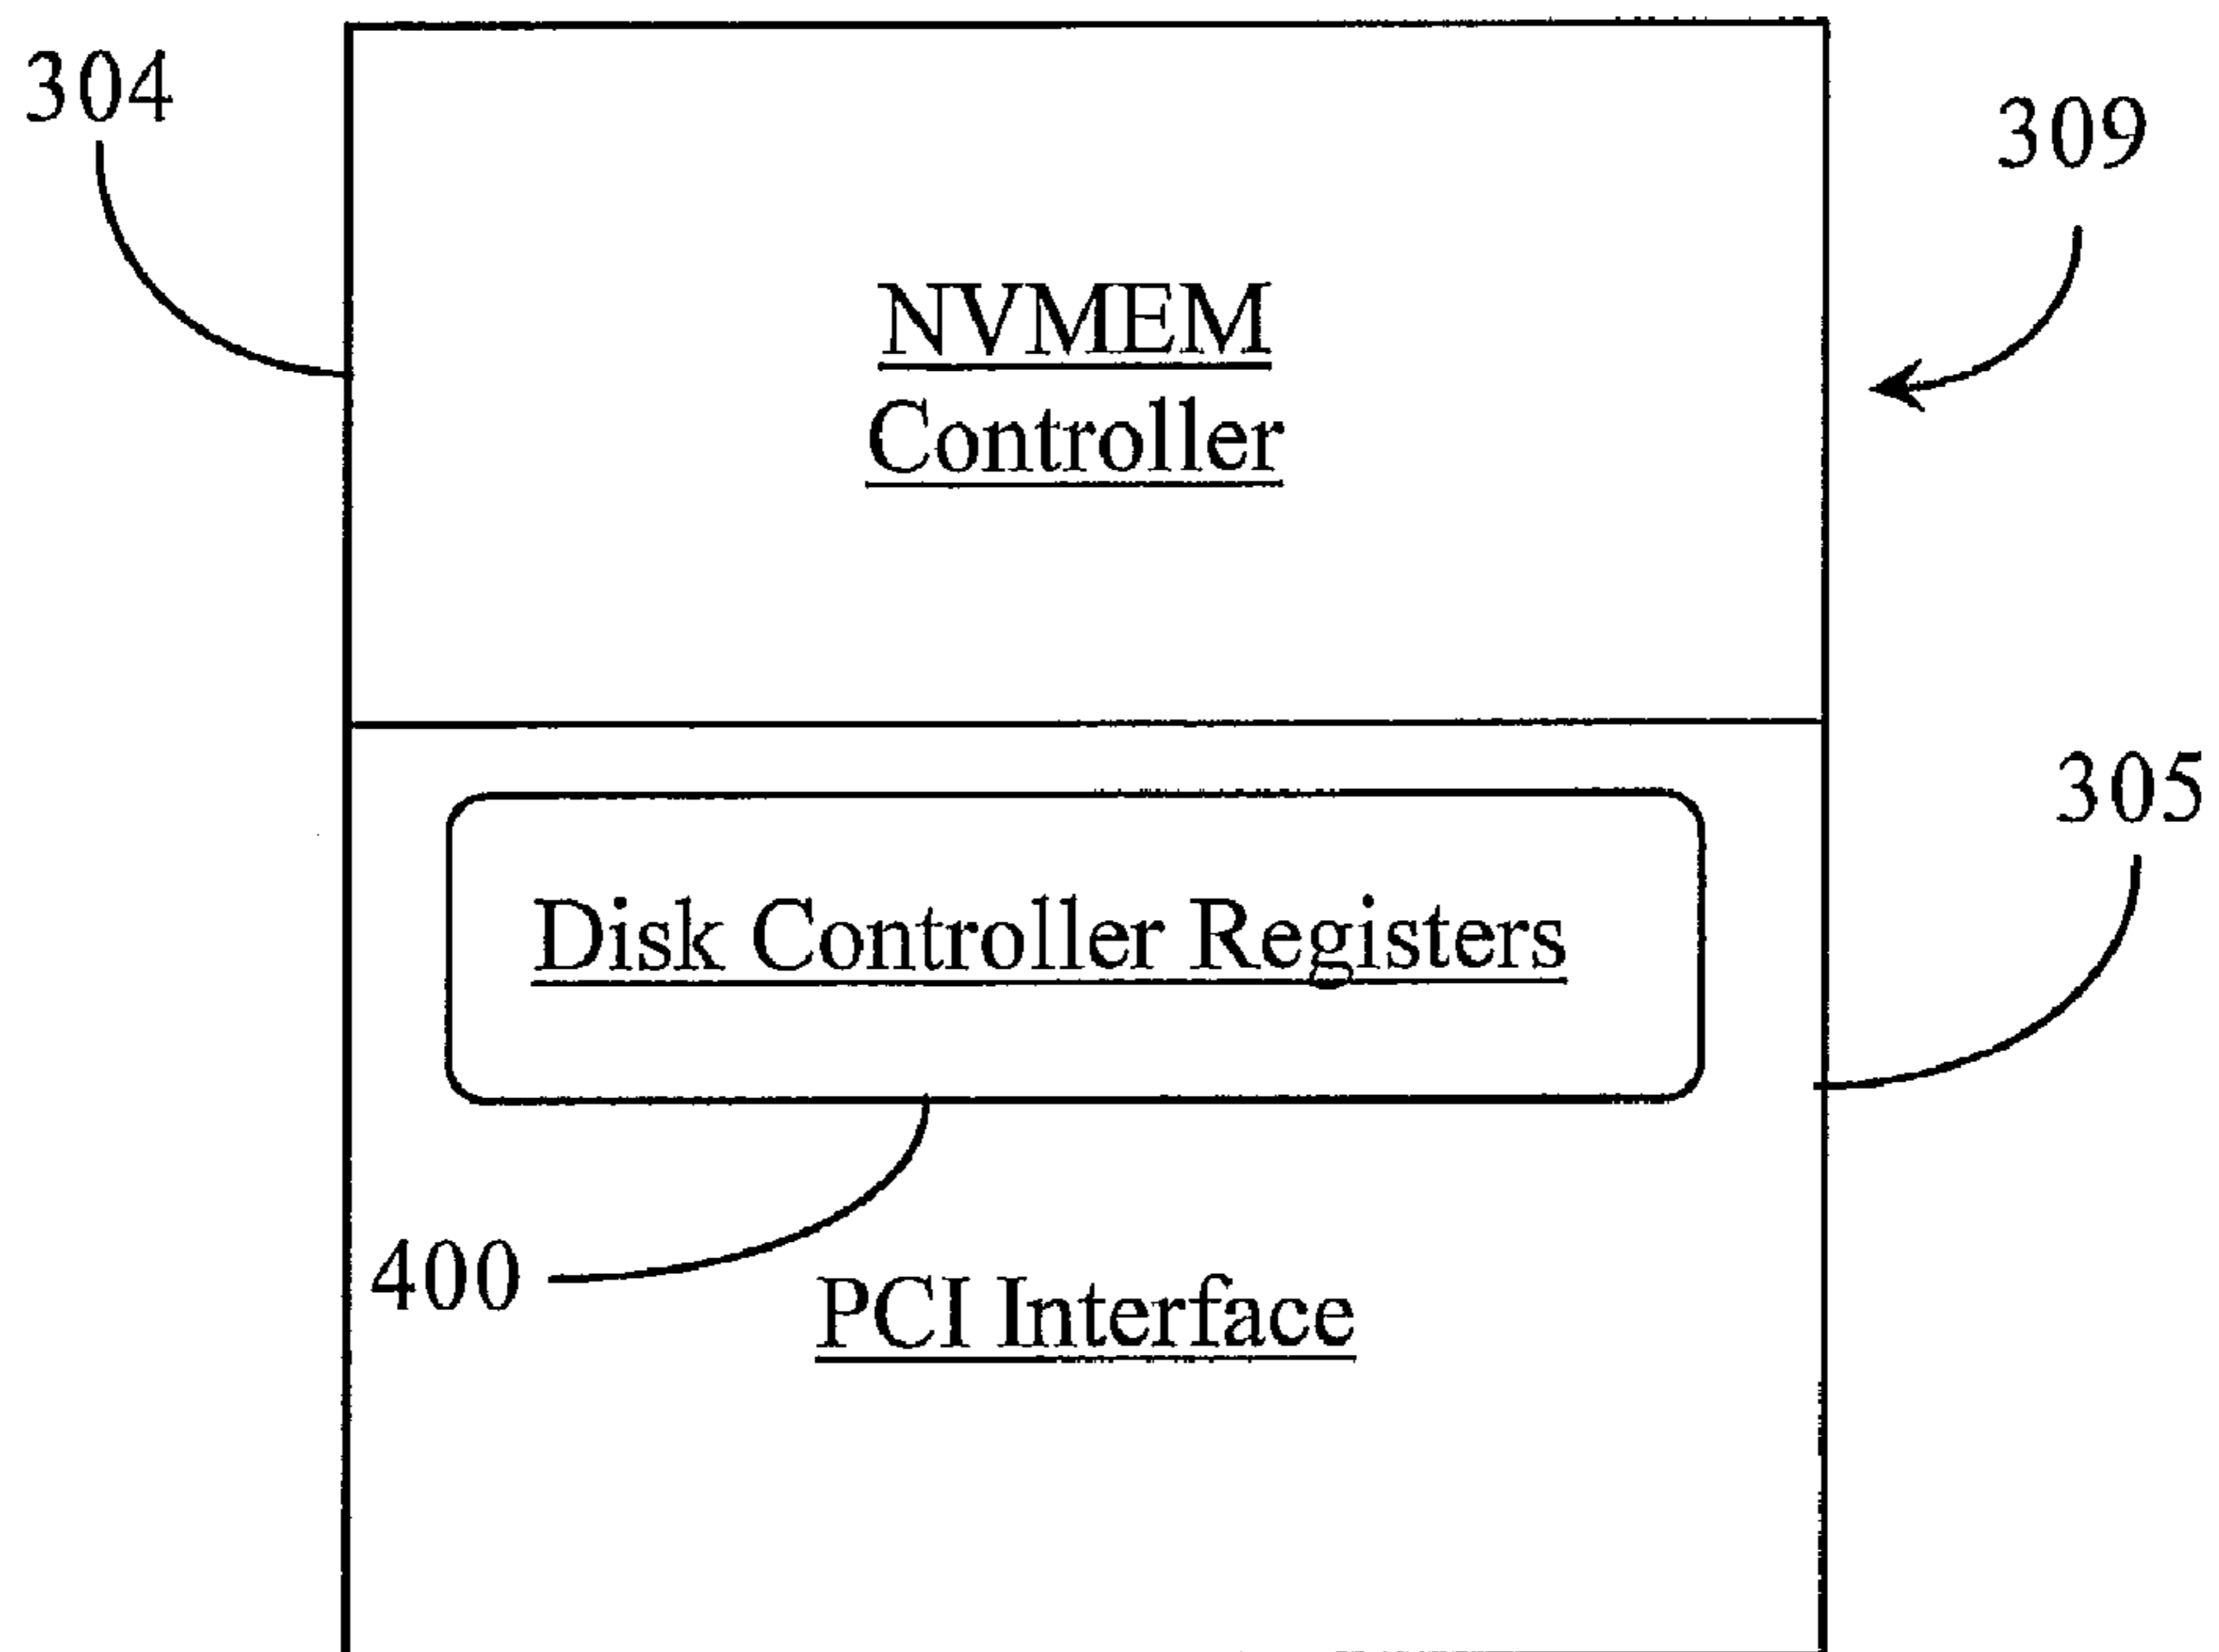 304
309
NVMEM
Controller
305
Disk Controller Registers
400
PCI Interface